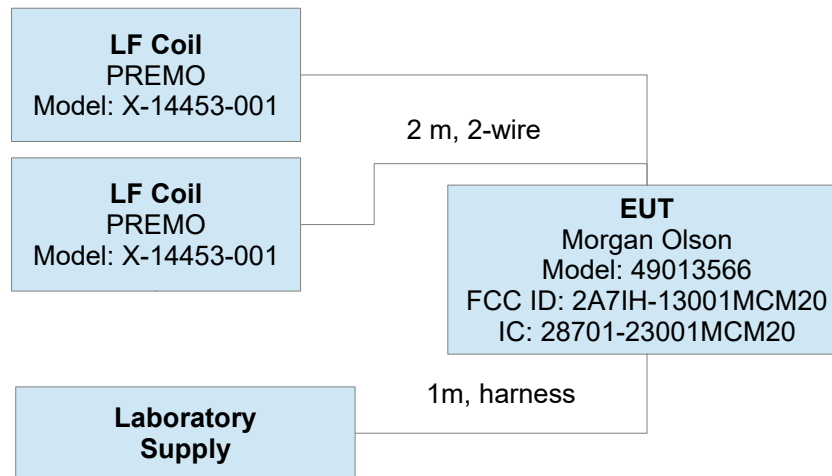 LF Coil
PREMO
Model: X-14453-001
2 m, 2-wire
LF Coil
PREMO
Model: X-14453-001
EUT
Morgan Olson
Model: 49013566
FCC ID: 2A7IH-13001MCM20
IC: 28701-23001MCM20
1m, harness
Laboratory
Supply